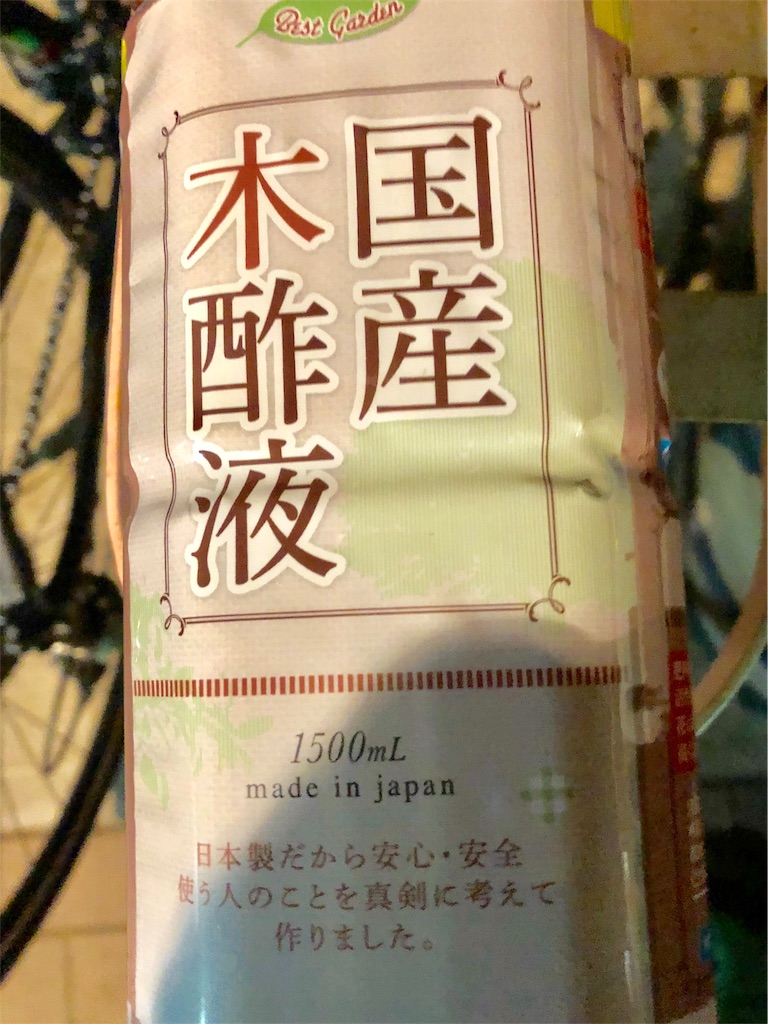 Best Garden
国産
木酢液
1500mL
made in japan
日本製だから安心・安全
使う人のことを真剣に考えて
作りました。